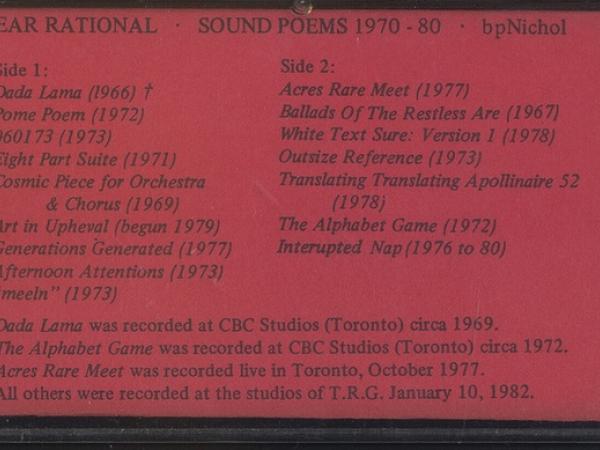 EAR RATIONAL · SOUND POEMS 1970 - 80 · bpNichol
Side 1:
Dada Lama (l966) †
Pome Poem (1972)
960173 (1973)
Eight Part Suite (1971)
Cosmic Piece for Orchestra
& Chorus (1969)
Art in Upheval (begun 1979)
Generations Generated (1977)
Afternoon Attentions (1973)
"meeln" (1973)
Side 2:
Acres Rare Meet (1977)
Ballads Of The Restless Are (1967)
White Text Sure: Version 1 (1978)
Outsize Reference (1973)
Translating Translating Apollinaire 52
(1978)
The Alphabet Game (1972)
Interupted Nap (1976 to 80)
Dada Lama was recorded at CBC Studios (Toronto) circa 1969.
The Alphabet Game was recorded at CBC Studios (Toronto) circa 1972.
Acres Rare Meet was recorded live in Toronto, October 1977.
All others were recorded at the studios of T.R.G. January 10, 1982.